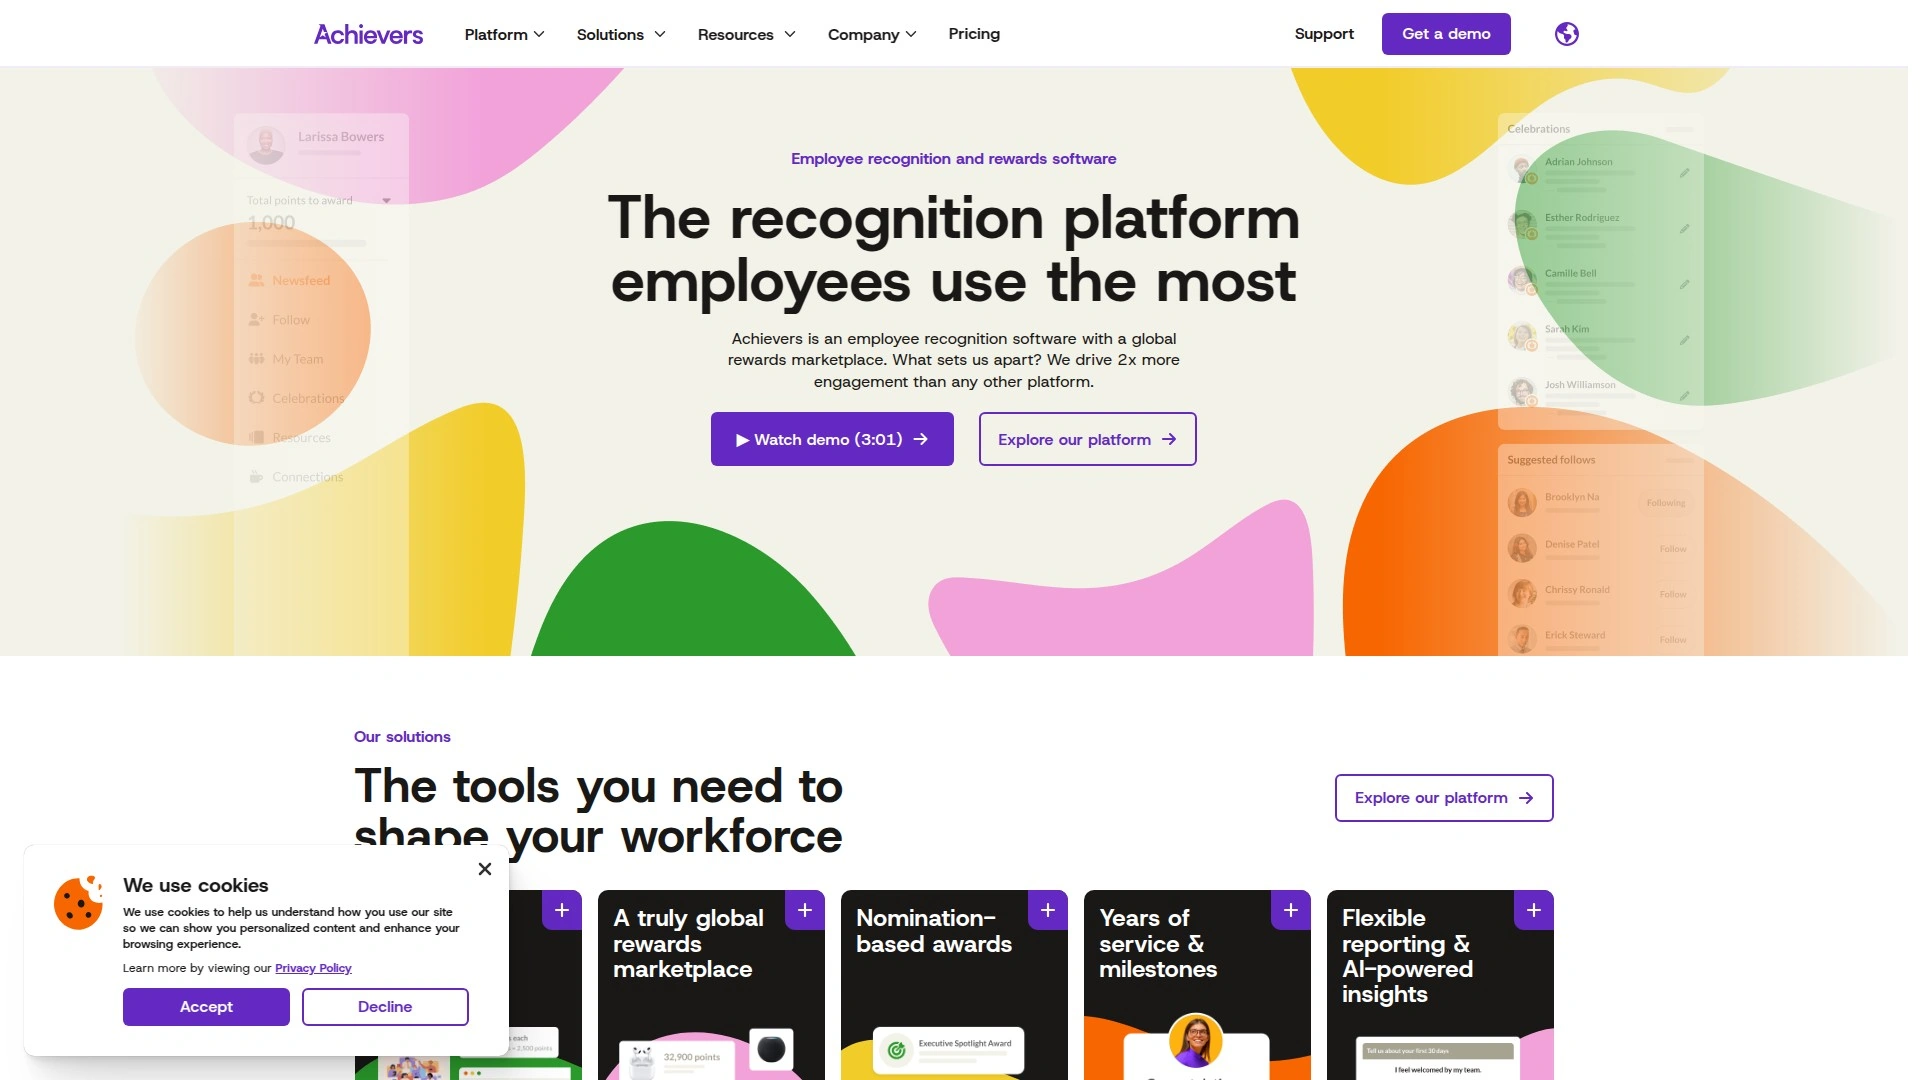 Achievers
Platform
Solutions
Resources
Company
Pricing
Support
Get a demo
Larissa Bowers
Total points to award
1,000
Newsfeed
Follow
My Team
Celebrations
Resources
Connections
Employee recognition and rewards software
The recognition platform
employees use the most
Achievers is an employee recognition software with a global
rewards marketplace. What sets us apart? We drive 2x more
engagement than any other platform.
▶ Watch demo (3:01) →
Explore our platform →
Celebrations
Adrian Johnson
Esther Rodriguez
Camille Bell
Sarah Kim
Josh Williamson
Suggested follows
Brooklyn Na
Following
Denise Patel
Follow
Chrissy Ronald
Follow
Erick Steward
Follow
Our solutions
The tools you need to
shape your workforce
Explore our platform →
We use cookies
We use cookies to help us understand how you use our site
so we can show you personalized content and enhance your
browsing experience.
Learn more by viewing our Privacy Policy
Accept
Decline
each
= 2,500 points
A truly global
rewards
marketplace
32,900 points
Nomination-
based awards
Executive Spotlight Award
Years of
service &
milestones
Flexible
reporting &
AI-powered
insights
Tell us about your first 30 days
I feel welcomed by my team.